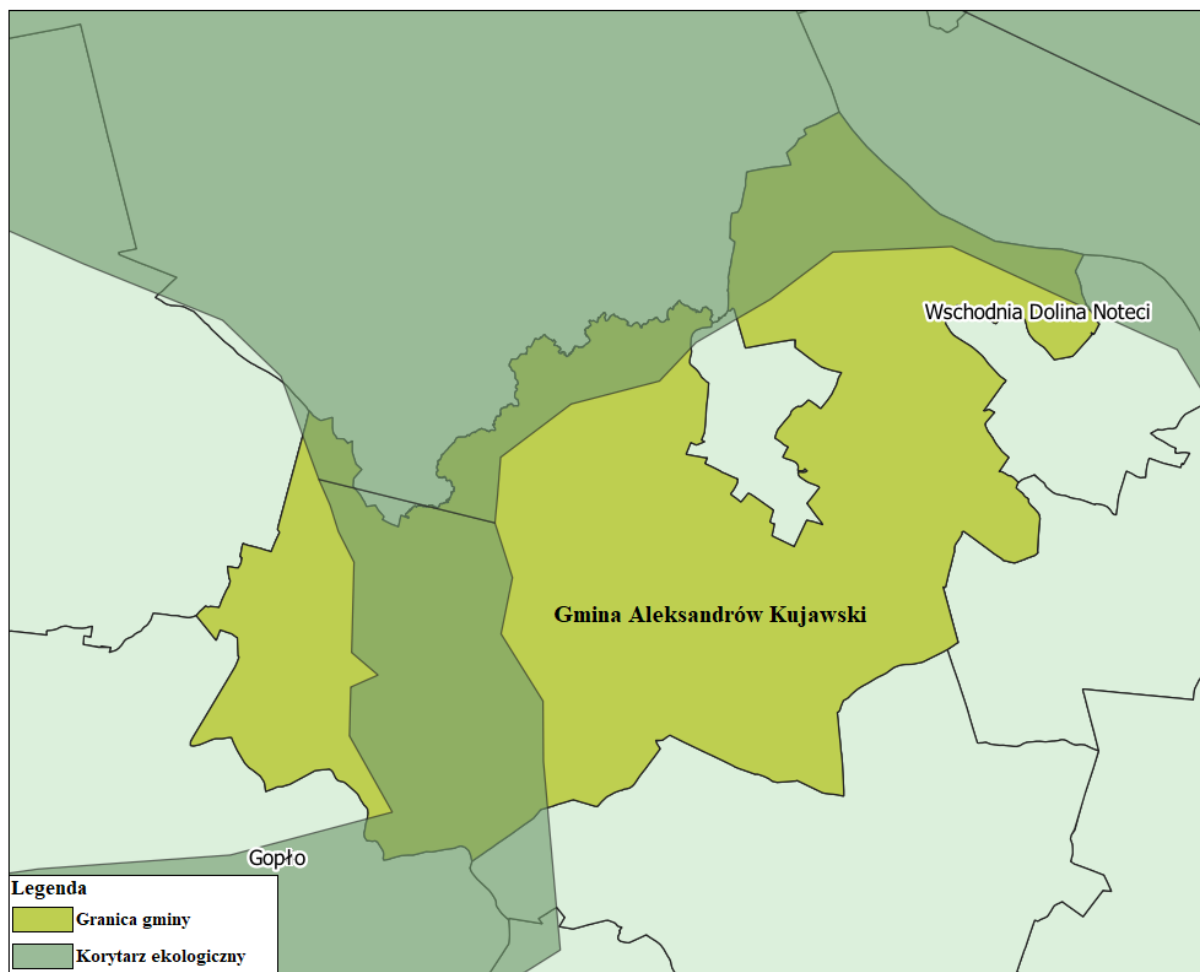 Wschodnia Dolina Noteci
Gmina Aleksandrów Kujawski
Gopło
Legenda
Granica gminy
Korytarz ekologiczny